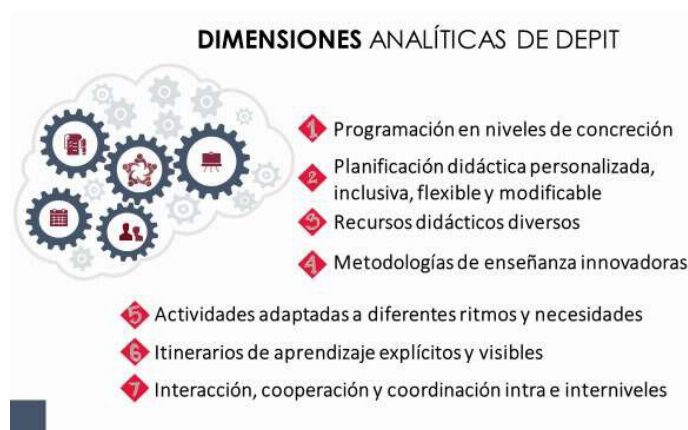 DIMENSIONES ANALÍTICAS DE DEPIT
1 Programación en niveles de concreción
2 Planificación didáctica personalizada,
inclusiva, flexible y modificable
3 Recursos didácticos diversos
4 Metodologías de enseñanza innovadoras
5 Actividades adaptadas a diferentes ritmos y necesidades
6 Itinerarios de aprendizaje explícitos y visibles
7 Interacción, cooperación y coordinación intra e interniveles